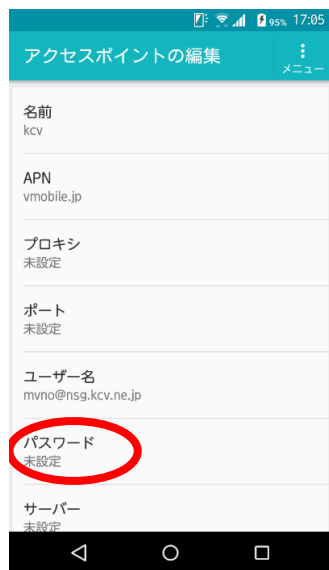 95% 17:05
アクセスポイントの編集
メニュー
名前
kcv
APN
vmobile.jp
プロキシ
未設定
ポート
未設定
ユーザー名
mvno@nsg.kcv.ne.jp
パスワード
未設定
サーバー
未設定